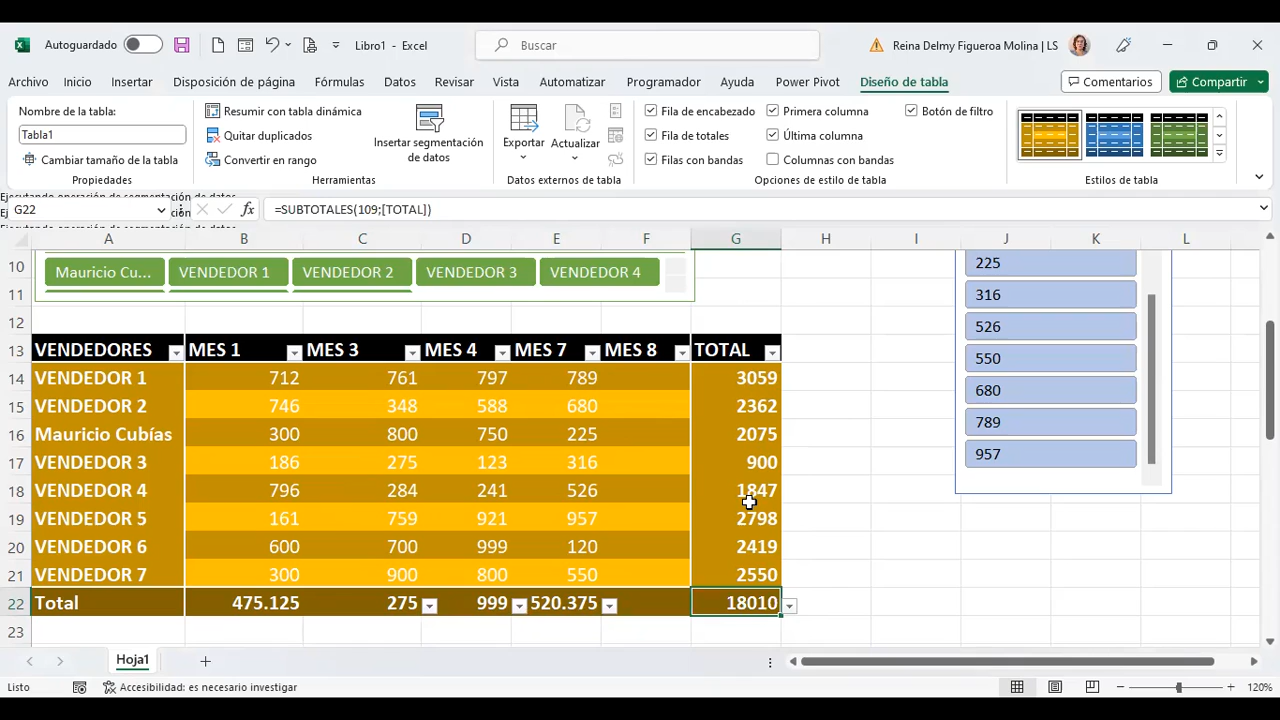 Autoguardado
Libro1 - Excel
Buscar
Reina Delmy Figueroa Molina | LS
Archivo Inicio Insertar Disposición de página Fórmulas Datos Revisar Vista Automatizar Programador Ayuda Power Pivot Diseño de tabla
Comentarios
Compartir
Nombre de la tabla:
Tabla1
Cambiar tamaño de la tabla
Propiedades
Resumir con tabla dinámica
Quitar duplicados
Convertir en rango
Insertar segmentación
de datos
Herramientas
Exportar
Actualizar
Datos externos de tabla
Fila de encabezado
Fila de totales
Filas con bandas
Primera columna
Última columna
Columnas con bandas
Botón de filtro
Opciones de estilo de tabla
Estilos de tabla
G22
fx
=SUBTOTALES(109;[TOTAL])
A B C D E F G H I J K L
10 Mauricio Cu... VENDEDOR 1 VENDEDOR 2 VENDEDOR 3 VENDEDOR 4
11
12
13 VENDEDORES MES 1 MES 3 MES 4 MES 7 MES 8 TOTAL
14 VENDEDOR 1 712 761 797 789 3059
15 VENDEDOR 2 746 348 588 680 2362
16 Mauricio Cubías 300 800 750 225 2075
17 VENDEDOR 3 186 275 123 316 900
18 VENDEDOR 4 796 284 241 526 1847
19 VENDEDOR 5 161 759 921 957 2798
20 VENDEDOR 6 600 700 999 120 2419
21 VENDEDOR 7 300 900 800 550 2550
22 Total 475.125 275 999 520.375 18010
23
225
316
526
550
680
789
957
Hoja1
Listo
Accesibilidad: es necesario investigar
120%